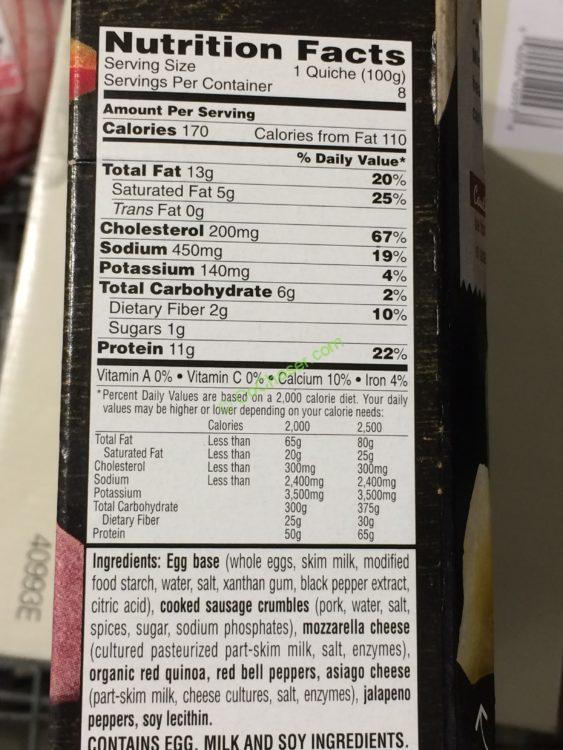 Nutrition Facts
Serving Size 1 Quiche (100g)
Servings Per Container 8
Amount Per Serving
Calories 170 Calories from Fat 110
% Daily Value*
Total Fat 13g 20%
Saturated Fat 5g 25%
Trans Fat 0g
Cholesterol 200mg 67%
Sodium 450mg 19%
Potassium 140mg 4%
Total Carbohydrate 6g 2%
Dietary Fiber 2g 10%
Sugars 1g
Protein 11g 22%
Vitamin A 0% • Vitamin C 0% • Calcium 10% • Iron 4%
*Percent Daily Values are based on a 2,000 calorie diet. Your daily
values may be higher or lower depending on your calorie needs:
Calories 2,000 2,500
Total Fat Less than 65g 80g
Saturated Fat Less than 20g 25g
Cholesterol Less than 300mg 300mg
Sodium Less than 2,400mg 2,400mg
Potassium 3,500mg 3,500mg
Total Carbohydrate 300g 375g
Dietary Fiber 25g 30g
Protein 50g 65g
Ingredients: Egg base (whole eggs, skim milk, modified
food starch, water, salt, xanthan gum, black pepper extract,
citric acid), cooked sausage crumbles (pork, water, salt,
spices, sugar, sodium phosphates), mozzarella cheese
(cultured pasteurized part-skim milk, salt, enzymes),
organic red quinoa, red bell peppers, asiago cheese
(part-skim milk, cheese cultures, salt, enzymes), jalapeno
peppers, soy lecithin.
CONTAINS EGG, MILK AND SOY INGREDIENTS.
40993E